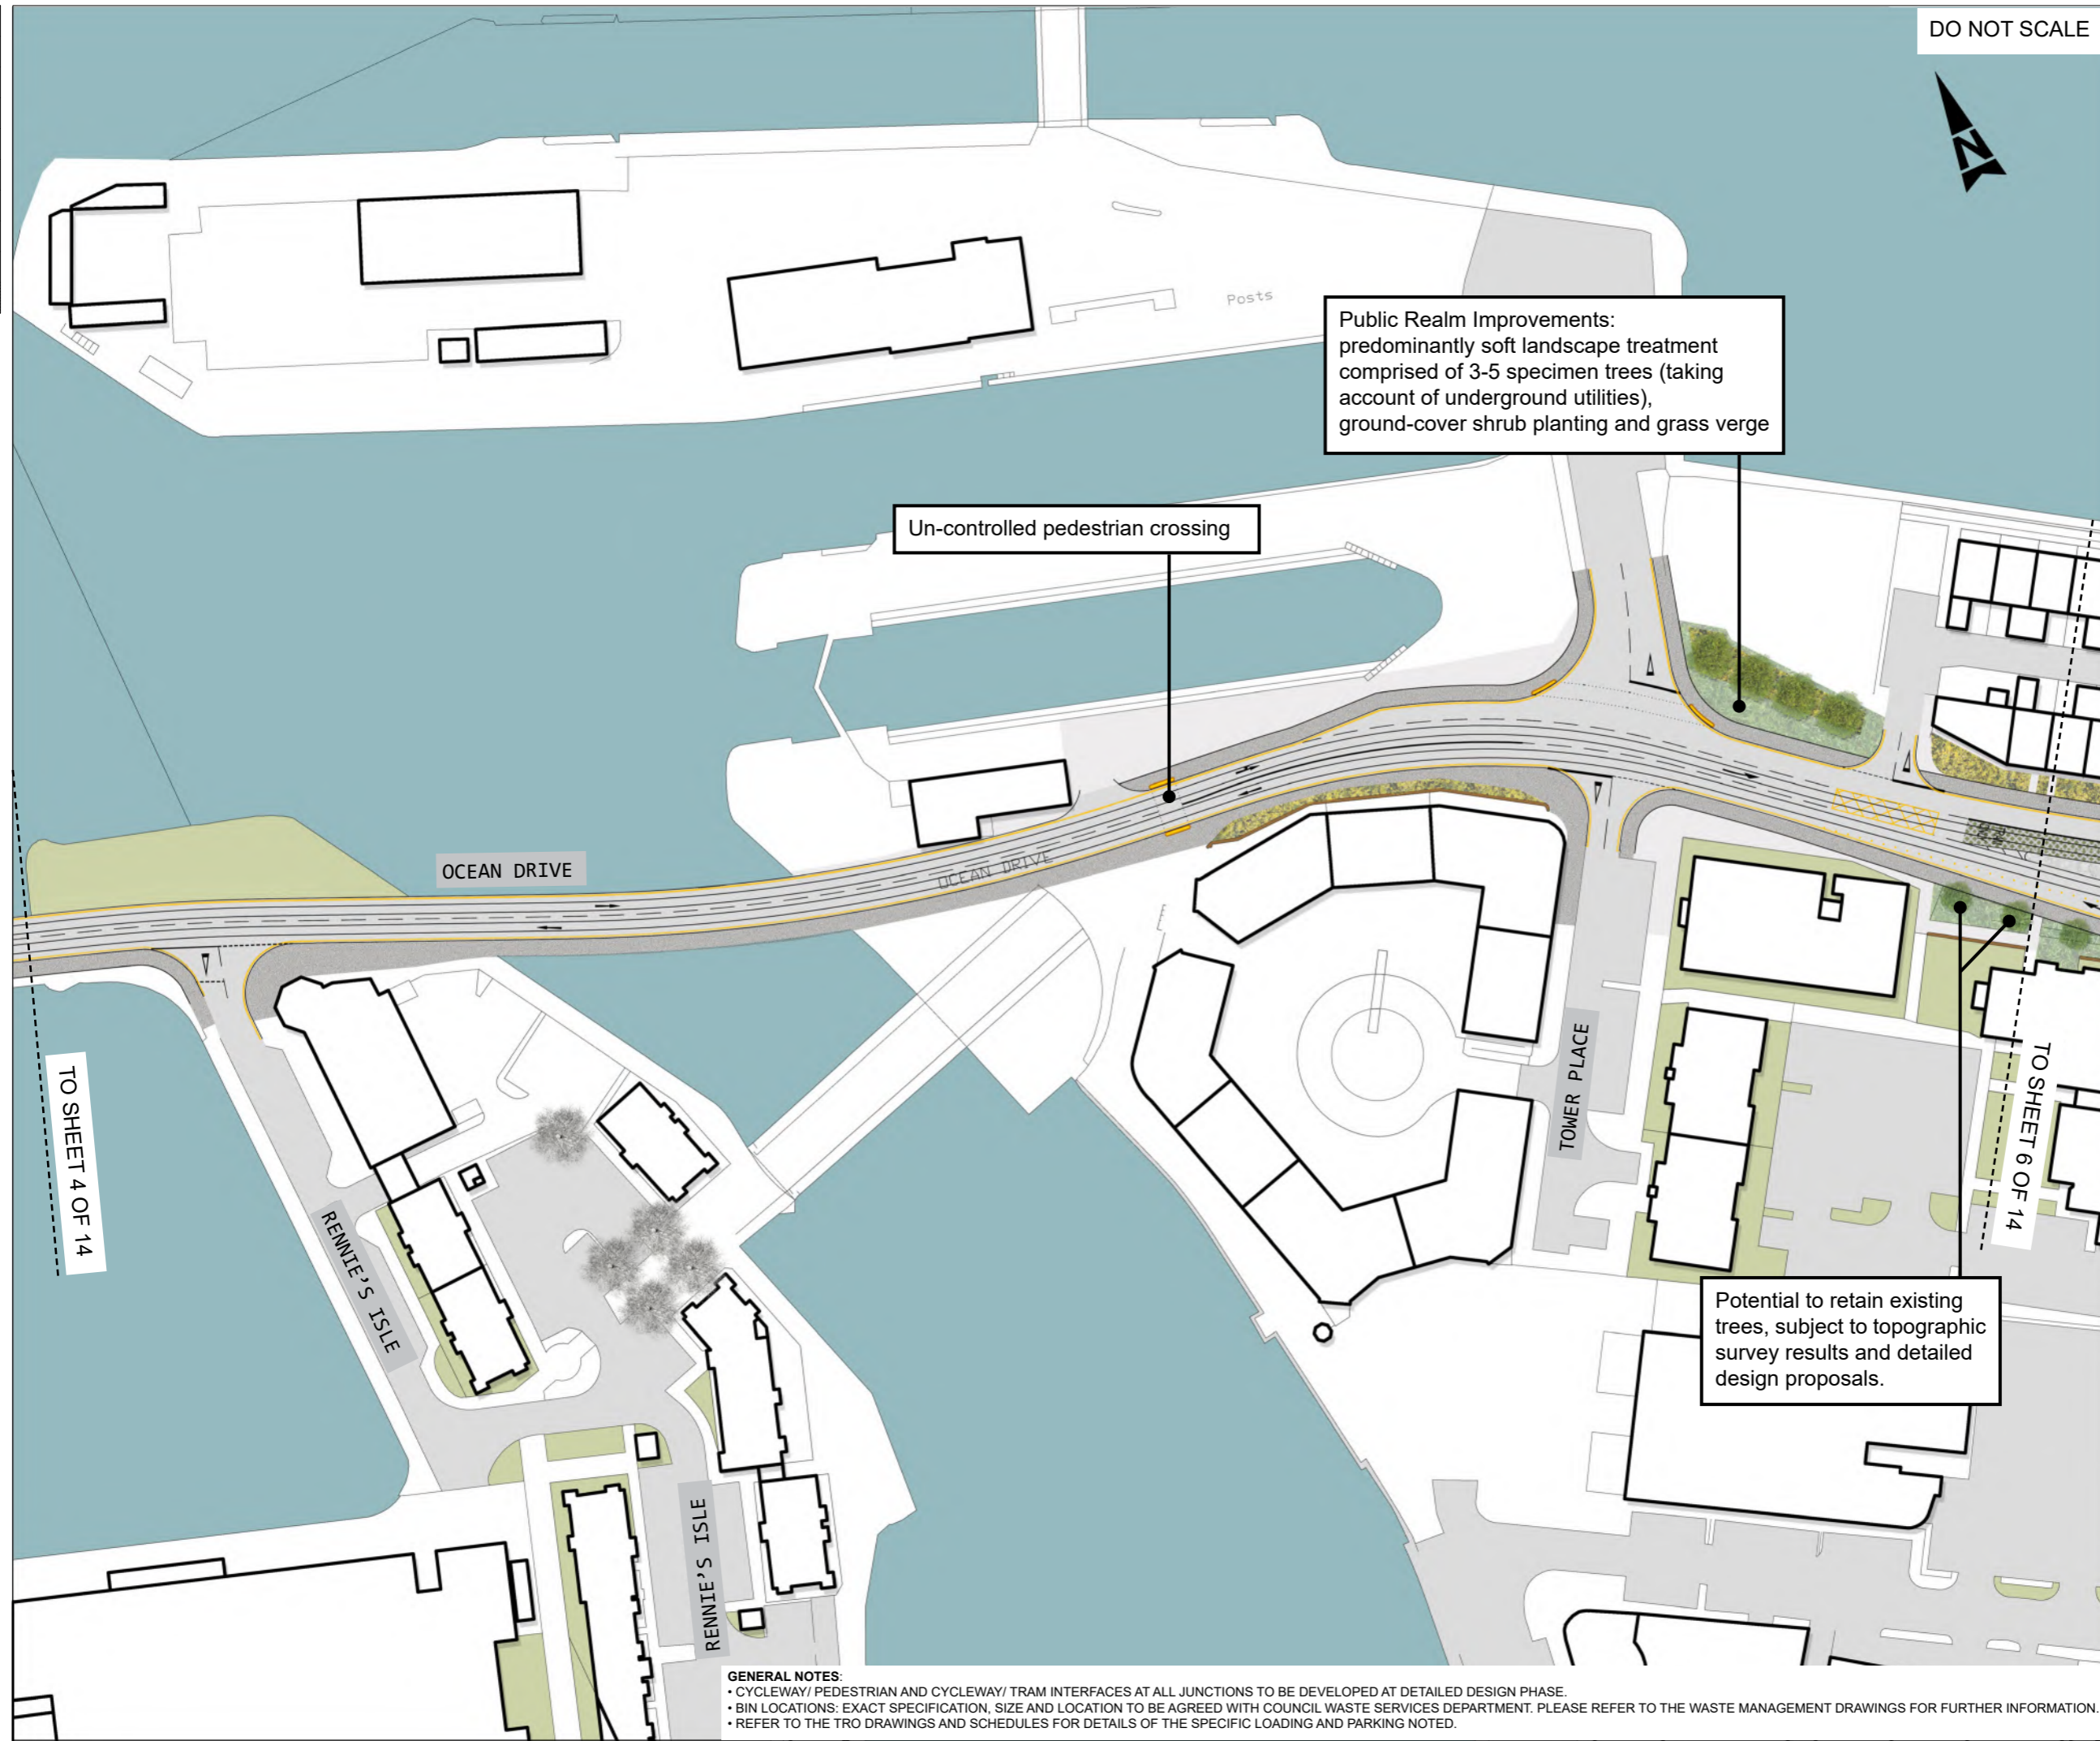 DO NOT SCALE
N
Posts
Public Realm Improvements:
predominantly soft landscape treatment
comprised of 3-5 specimen trees (taking
account of underground utilities),
ground-cover shrub planting and grass verge
Un-controlled pedestrian crossing
OCEAN DRIVE
OCEAN DRIVE
TO SHEET 4 OF 14
RENNIE'S ISLE
RENNIE'S ISLE
TOWER PLACE
TO SHEET 6 OF 14
Potential to retain existing
trees, subject to topographic
survey results and detailed
design proposals.
GENERAL NOTES:
• CYCLEWAY/ PEDESTRIAN AND CYCLEWAY/ TRAM INTERFACES AT ALL JUNCTIONS TO BE DEVELOPED AT DETAILED DESIGN PHASE.
• BIN LOCATIONS: EXACT SPECIFICATION, SIZE AND LOCATION TO BE AGREED WITH COUNCIL WASTE SERVICES DEPARTMENT. PLEASE REFER TO THE WASTE MANAGEMENT DRAWINGS FOR FURTHER INFORMATION.
• REFER TO THE TRO DRAWINGS AND SCHEDULES FOR DETAILS OF THE SPECIFIC LOADING AND PARKING NOTED.